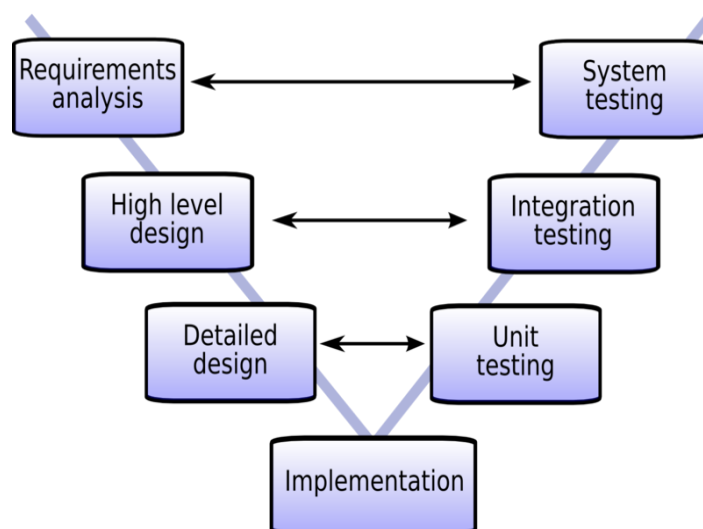 Requirements
analysis
System
testing
High level
design
Integration
testing
Detailed
design
Unit
testing
Implementation